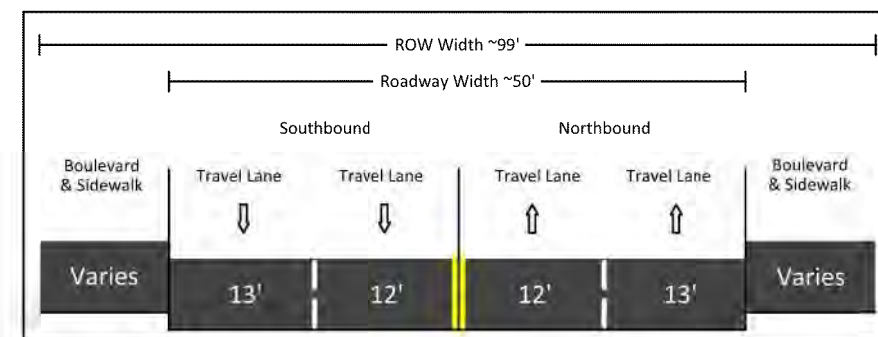 ROW Width ~99'
Roadway Width ~50'
Southbound
Northbound
Boulevard
& Sidewalk
Travel Lane
Travel Lane
Travel Lane
Travel Lane
Boulevard
& Sidewalk
Varies
13'
12'
12'
13'
Varies